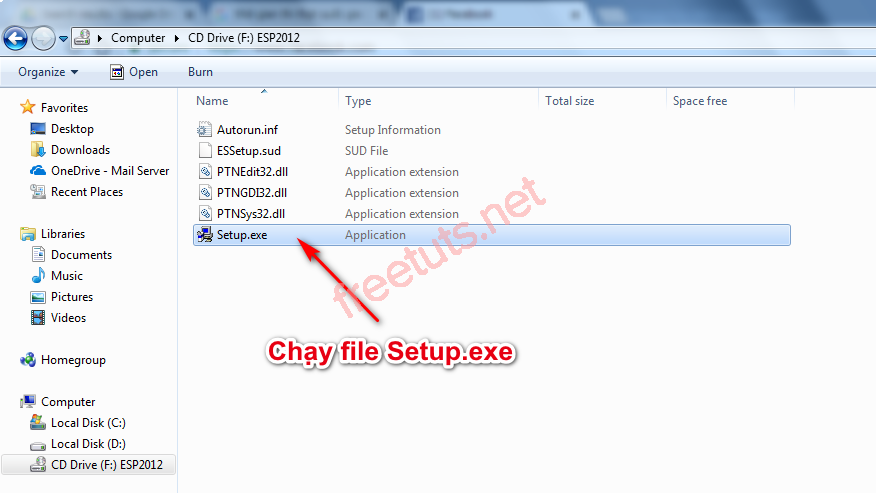 Computer
CD Drive (F:) ESP2012
Organize
Open
Burn
Name
Type
Total size
Space free
Favorites
Desktop
Downloads
OneDrive - Mail Server
Recent Places
Libraries
Documents
Music
Pictures
Videos
Homegroup
Computer
Local Disk (C:)
Local Disk (D:)
CD Drive (F:) ESP2012
Autorun.inf Setup Information
ESSetup.sud SUD File
PTNEdit32.dll Application extension
PTNGDI32.dll Application extension
PTNSys32.dll Application extension
Setup.exe Application
freetuts.net
Chạy file Setup.exe